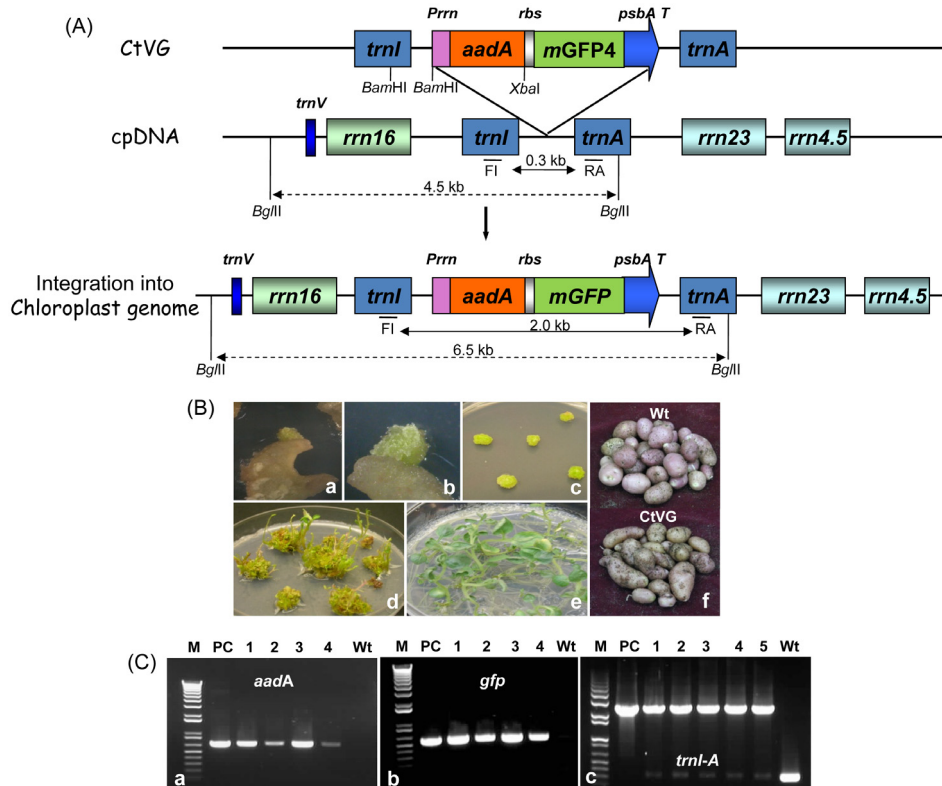 (A)
Prrn rbs psbA T
CtVG trnI aadA mGFP4 trnA
BamHI BamHI XbaI
trnV
cpDNA rrn16 trnI trnA rrn23 rrn4.5
FI 0.3 kb RA
4.5 kb
BglII BglII
trnV Prrn rbs psbA T
Integration into
Chloroplast genome rrn16 trnI aadA mGFP trnA rrn23 rrn4.5
FI 2.0 kb RA
6.5 kb
BglII BglII
(B)
a b c
Wt
CtVG
d e f
(C)
M PC 1 2 3 4 Wt
aadA
a
M PC 1 2 3 4 Wt
gfp
b
M PC 1 2 3 4 5 Wt
trnI-A
c